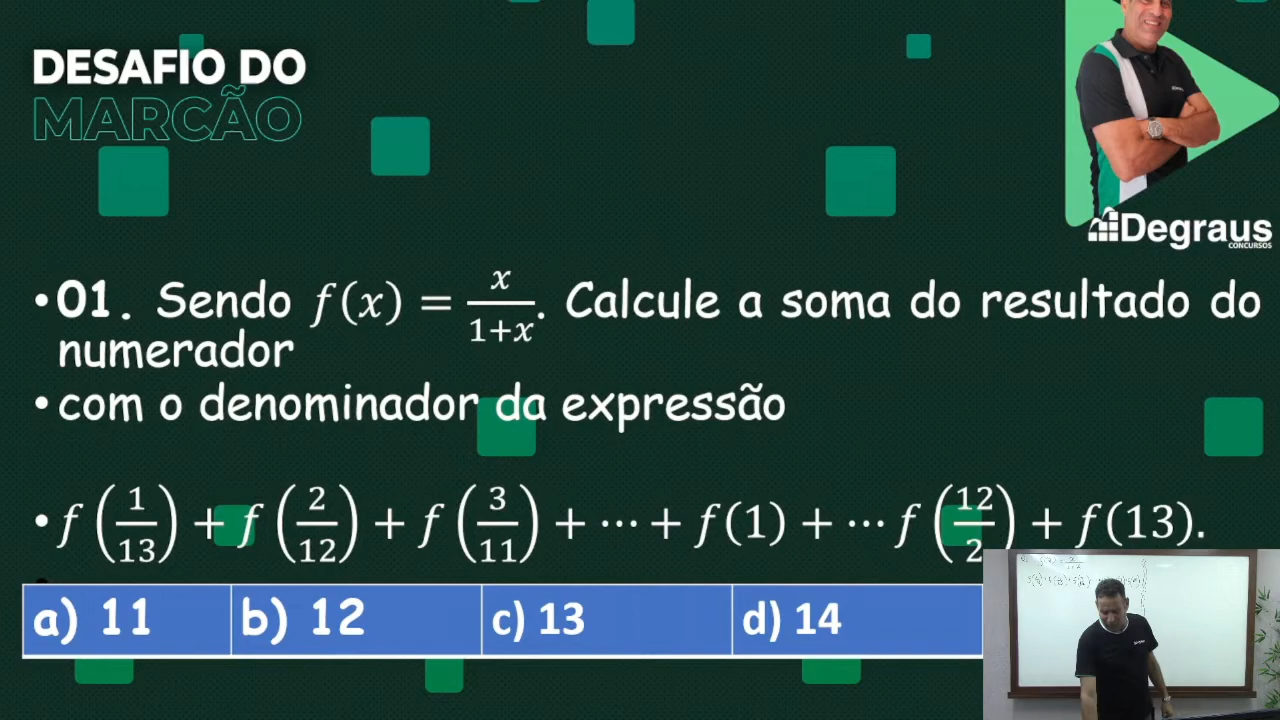 DESAFIO DO
MARCÃO
Degraus
CONCURSOS
•01. Sendo f(x) = x/(1+x). Calcule a soma do resultado do
numerador
•com o denominador da expressão
•f(1/13) + f(2/12) + f(3/11) + ⋯ + f(1) + ⋯ f(12/2) + f(13).
a) 11 b) 12 c) 13 d) 14